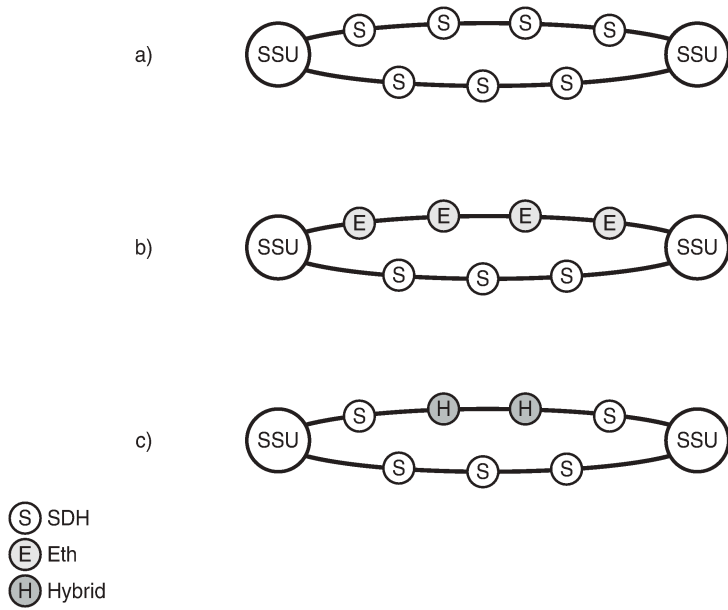 a) SSU S S S S SSU
S S S
b) SSU E E E E SSU
S S S
c) SSU S H H S SSU
S S S
S SDH
E Eth
H Hybrid